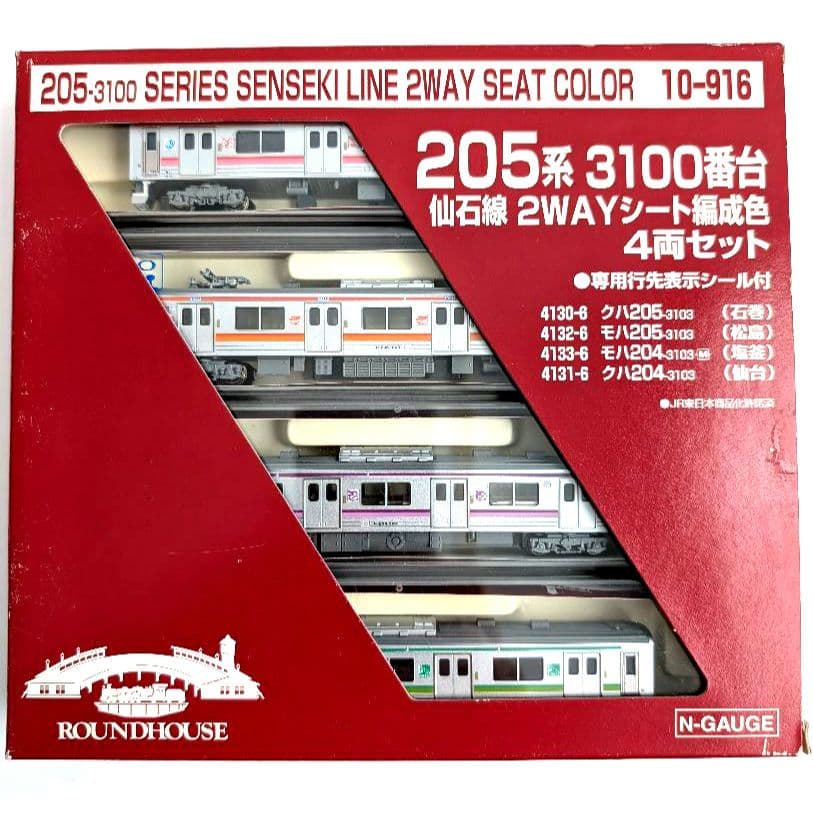 205-3100 SERIES SENSEKI LINE 2WAY SEAT COLOR 10-916
205系 3100番台
仙石線 2WAYシート編成色
4両セット
●専用行先表示シール付
4130-6 クハ205-3103 (石巻)
4132-6 モハ205-3103 (松島)
4133-6 モハ204-3103-M (塩釜)
4131-6 クハ204-3103 (仙台)
●JR東日本商品化許諾済
ROUNDHOUSE
N-GAUGE